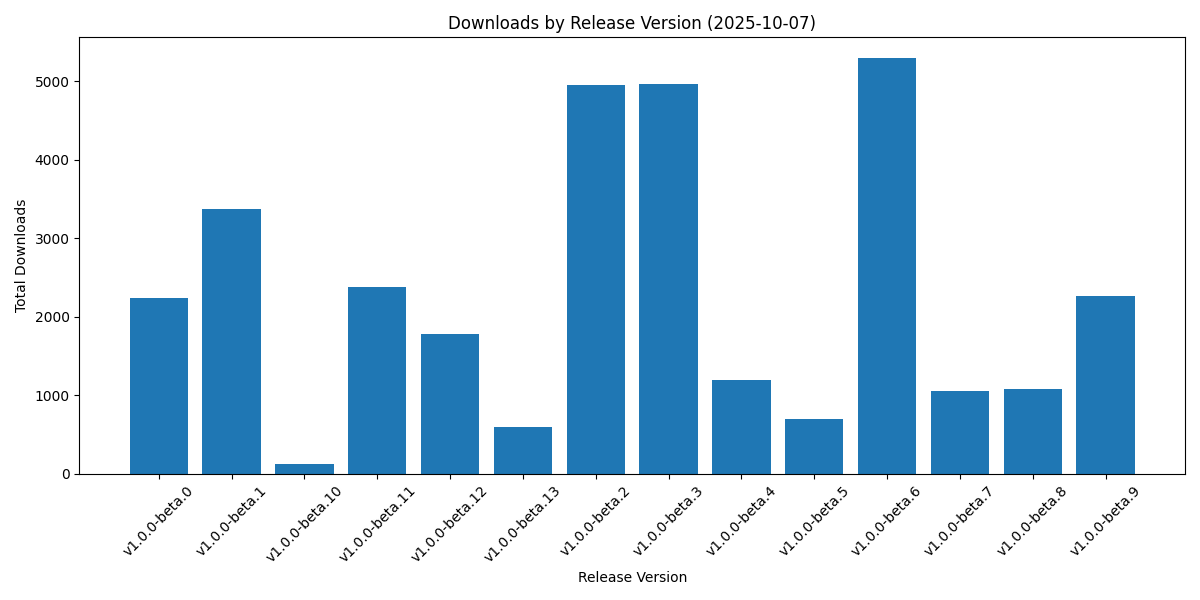 Downloads by Release Version (2025-10-07)
Total Downloads
5000
4000
3000
2000
1000
0
v1.0.0-beta.0
v1.0.0-beta.1
v1.0.0-beta.10
v1.0.0-beta.11
v1.0.0-beta.12
v1.0.0-beta.13
v1.0.0-beta.2
v1.0.0-beta.3
v1.0.0-beta.4
v1.0.0-beta.5
v1.0.0-beta.6
v1.0.0-beta.7
v1.0.0-beta.8
v1.0.0-beta.9
Release Version